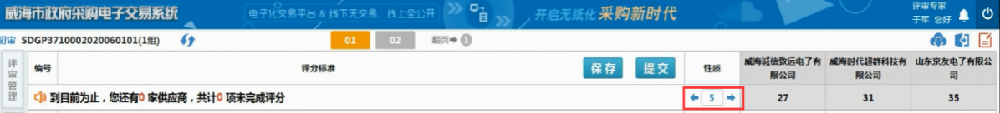 威海市政府采购电子交易系统
电子化交易平台 & 线下无交易、线上全公开
开启无纸化 采购新时代
评审专家
于军 您好
初审 SDGP3710002020060101(1组)
01
02
翻页➡ 1
评审管理
编号
评分标准
保存
提交
性质
威海诚信致远电子有限公司
威海时代超群科技有限公司
山东京友电子有限公司
到目前为止，您还有0 家供应商，共计0 项未完成评分
5
27
31
35